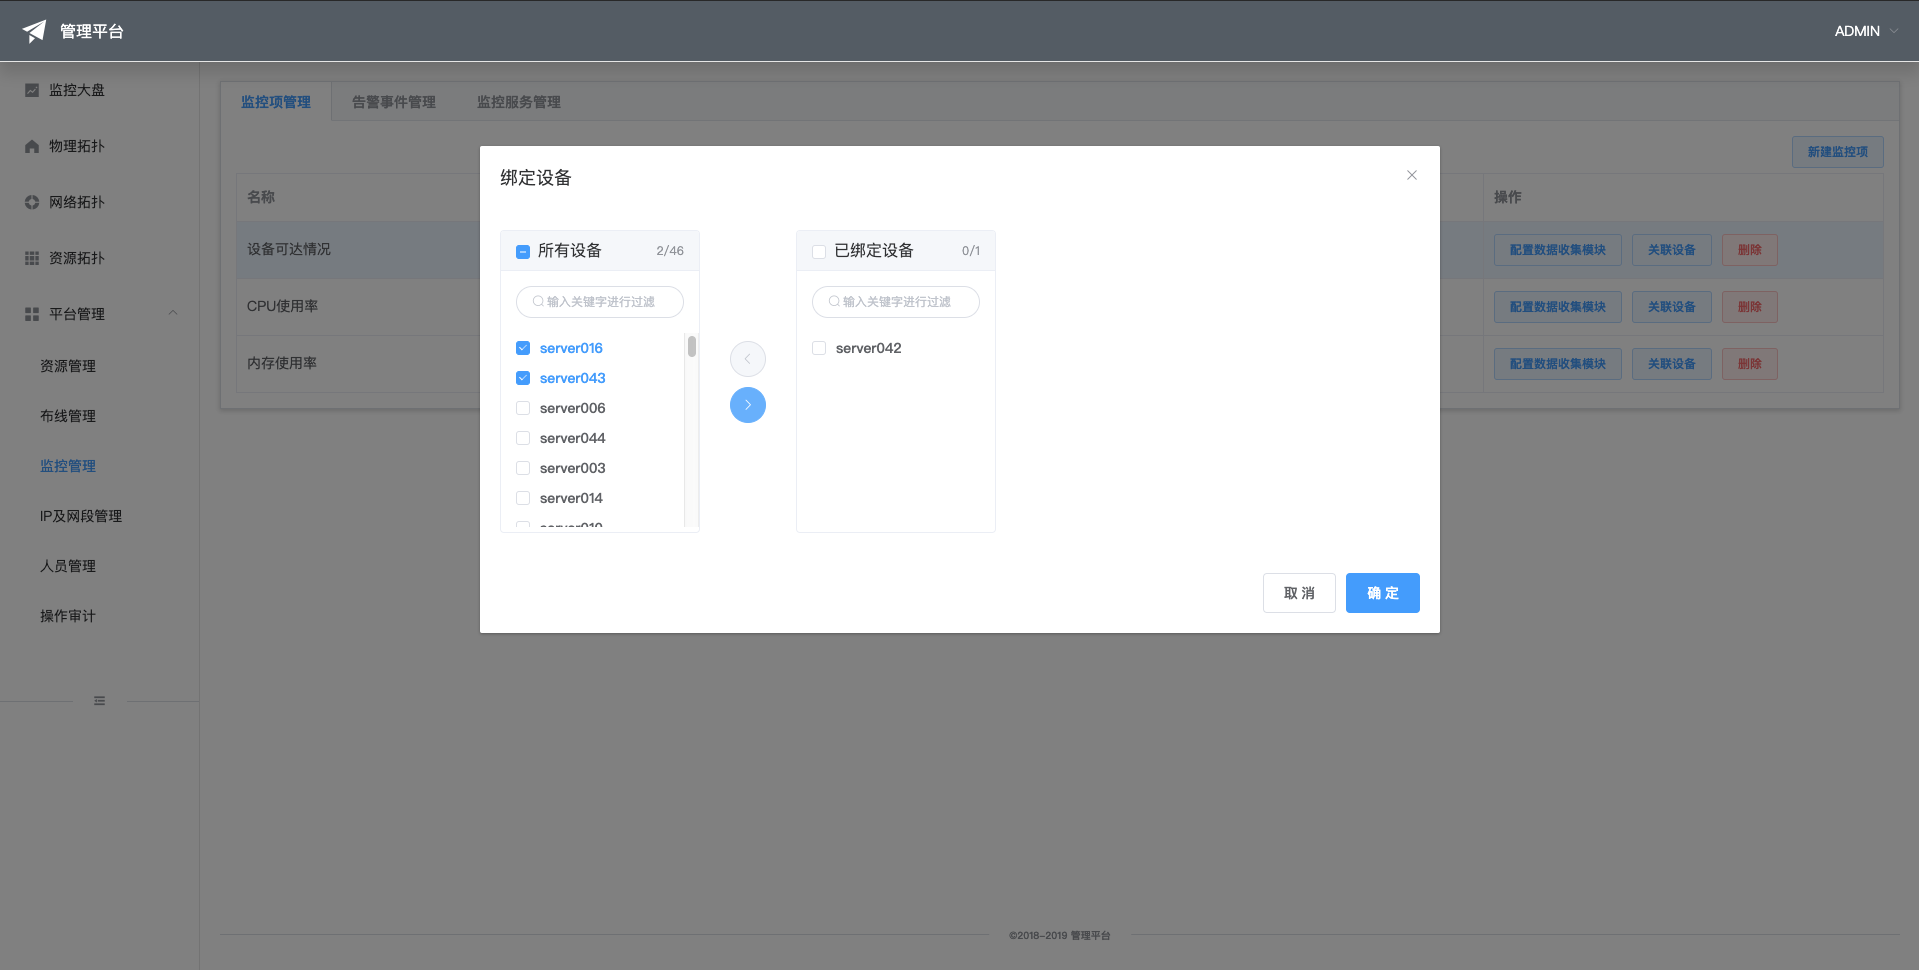 管理平台
ADMIN
监控大盘
物理拓扑
网络拓扑
资源拓扑
平台管理
资源管理
布线管理
监控管理
IP及网段管理
人员管理
操作审计
监控项管理 告警事件管理 监控服务管理
新建监控项
名称 操作
设备可达情况 配置数据收集模块 关联设备 删除
CPU使用率 配置数据收集模块 关联设备 删除
内存使用率 配置数据收集模块 关联设备 删除
绑定设备
所有设备 2/46
输入关键字进行过滤
server016
server043
server006
server044
server003
server014
已绑定设备 0/1
输入关键字进行过滤
server042
取 消 确 定
©2018-2019 管理平台